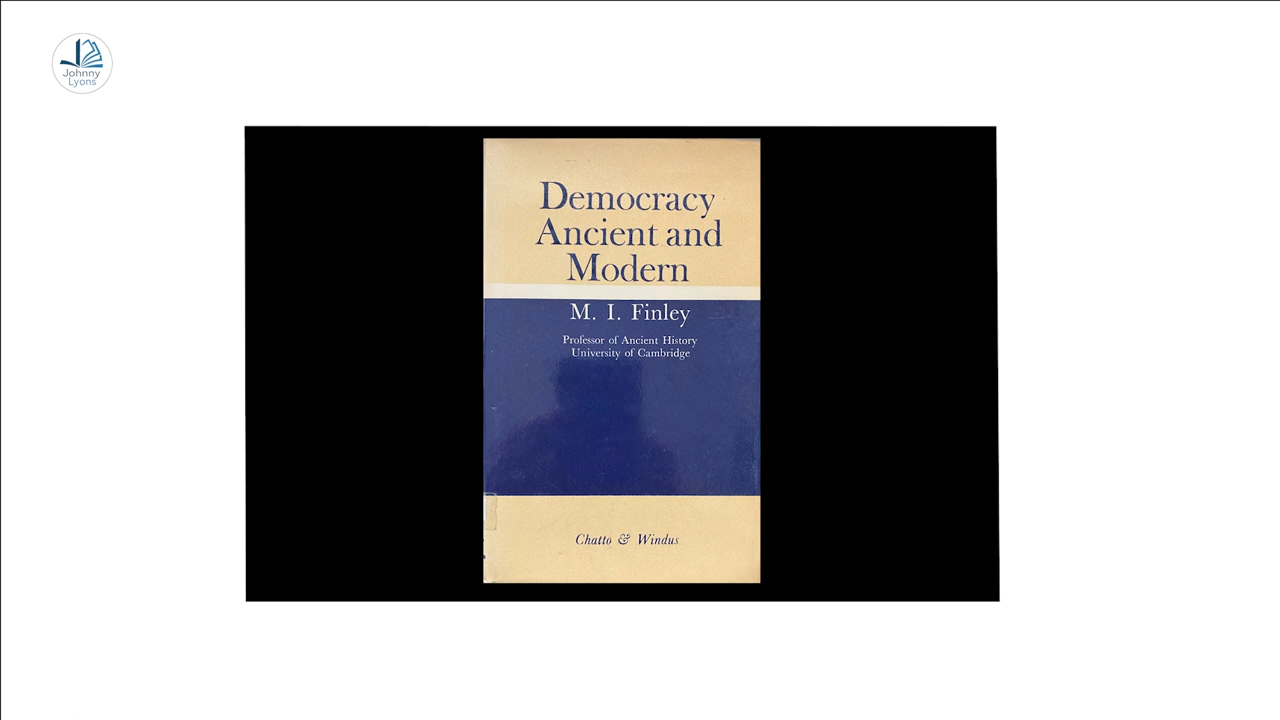 Johnny
Lyons
Democracy
Ancient and
Modern
M. I. Finley
Professor of Ancient History
University of Cambridge
Chatto & Windus